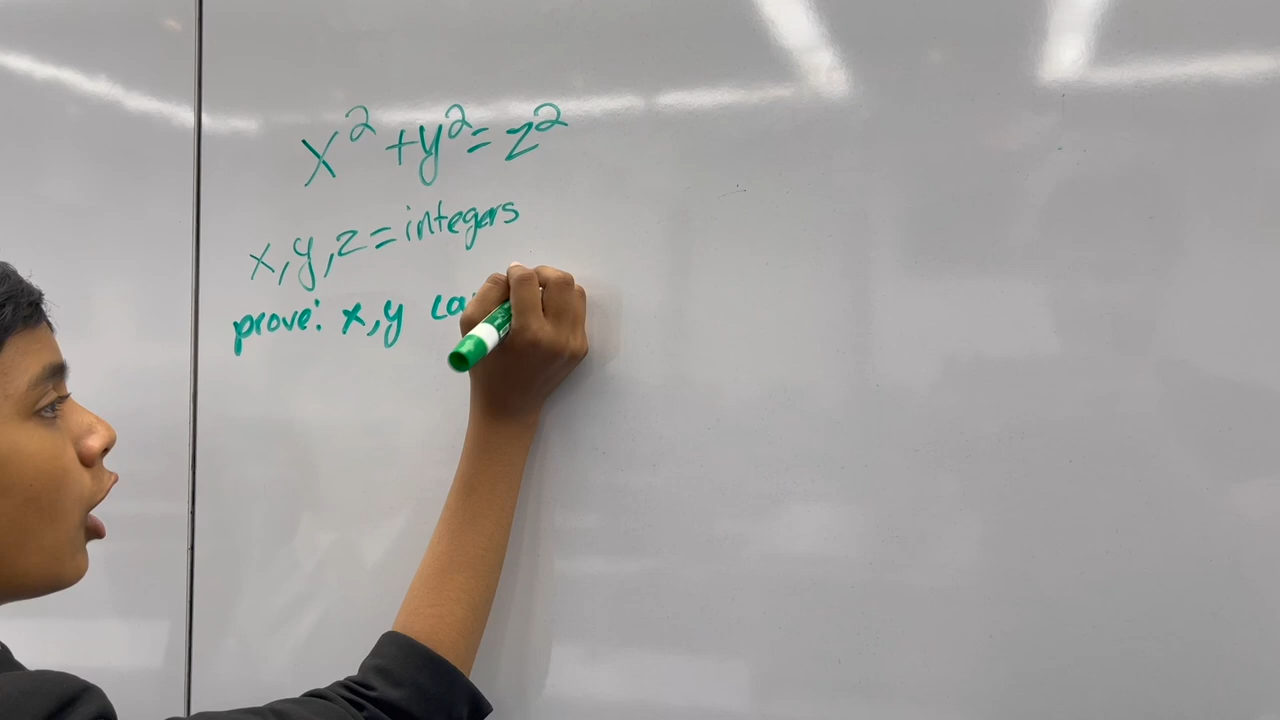 x² + y² = z²
x, y, z = integers
prove: x, y ca